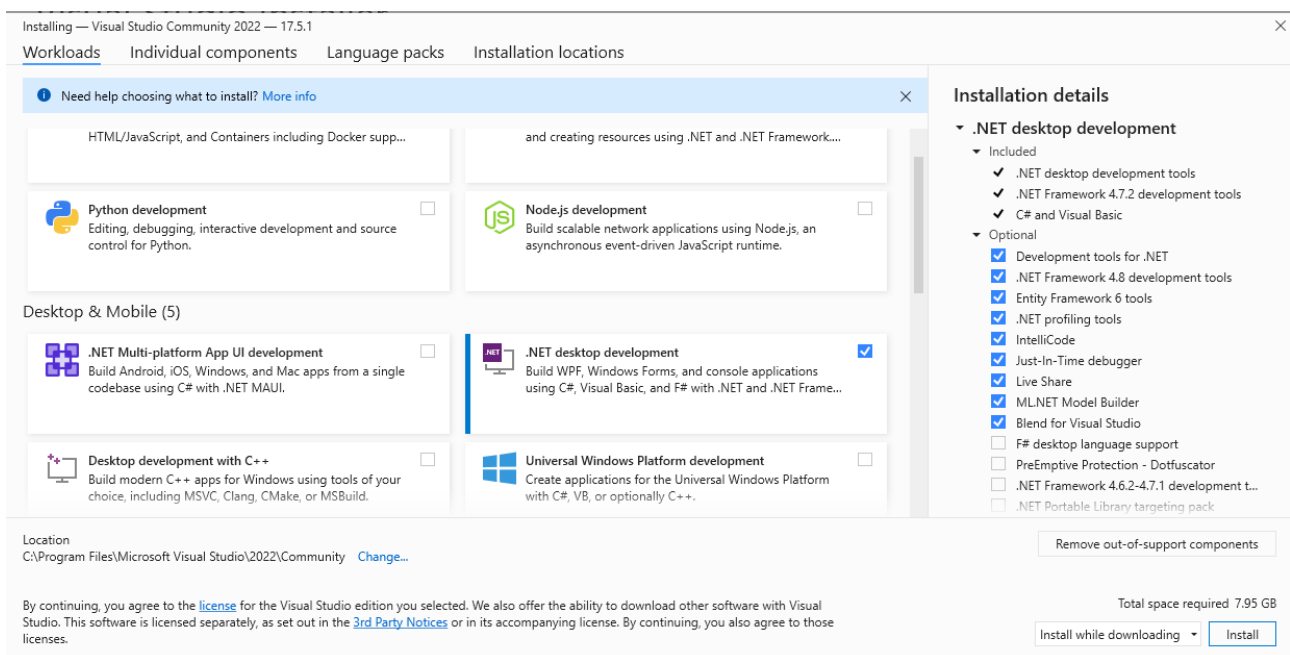 Installing — Visual Studio Community 2022 — 17.5.1
Workloads
Individual components
Language packs
Installation locations
Need help choosing what to install? More info
HTML/JavaScript, and Containers including Docker supp...
and creating resources using .NET and .NET Framework....
Python development
Editing, debugging, interactive development and source
control for Python.
JS
Node.js development
Build scalable network applications using Node.js, an
asynchronous event-driven JavaScript runtime.
Desktop & Mobile (5)
.NET Multi-platform App UI development
Build Android, iOS, Windows, and Mac apps from a single
codebase using C# with .NET MAUI.
.NET
.NET desktop development
Build WPF, Windows Forms, and console applications
using C#, Visual Basic, and F# with .NET and .NET Frame...
Desktop development with C++
Build modern C++ apps for Windows using tools of your
choice, including MSVC, Clang, CMake, or MSBuild.
Universal Windows Platform development
Create applications for the Universal Windows Platform
with C#, VB, or optionally C++.
Installation details
.NET desktop development
Included
.NET desktop development tools
.NET Framework 4.7.2 development tools
C# and Visual Basic
Optional
Development tools for .NET
.NET Framework 4.8 development tools
Entity Framework 6 tools
.NET profiling tools
IntelliCode
Just-In-Time debugger
Live Share
ML.NET Model Builder
Blend for Visual Studio
F# desktop language support
PreEmptive Protection - Dotfuscator
.NET Framework 4.6.2-4.7.1 development t...
.NET Portable Library targeting pack
Location
C:\Program Files\Microsoft Visual Studio\2022\Community Change...
Remove out-of-support components
By continuing, you agree to the license for the Visual Studio edition you selected. We also offer the ability to download other software with Visual
Studio. This software is licensed separately, as set out in the 3rd Party Notices or in its accompanying license. By continuing, you also agree to those
licenses.
Total space required 7.95 GB
Install while downloading
Install